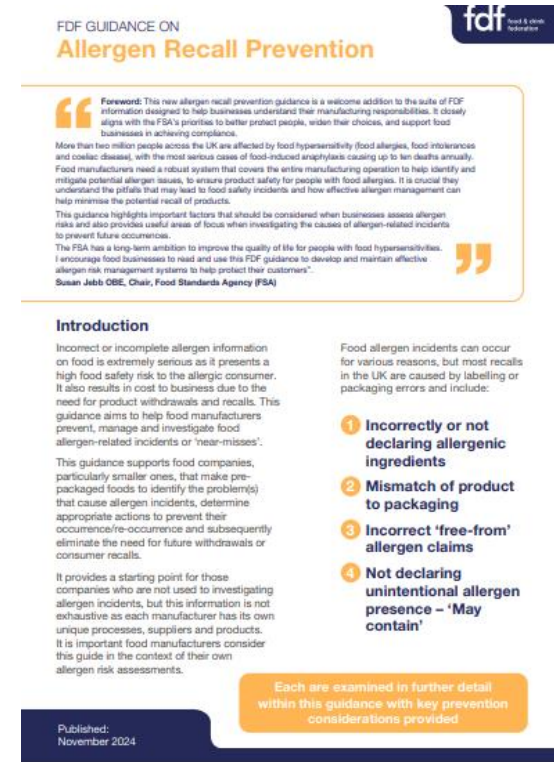 FDF GUIDANCE ON
Allergen Recall Prevention
fdf food & drink
federation
Foreword: This new allergen recall prevention guidance is a welcome addition to the suite of FDF
information designed to help businesses understand their manufacturing responsibilities. It closely
aligns with the FSA's priorities to better protect people, widen their choices, and support food
businesses in achieving compliance.
More than two million people across the UK are affected by food hypersensitivity (food allergies, food intolerances
and coeliac disease), with the most serious cases of food-induced anaphylaxis causing up to ten deaths annually.
Food manufacturers need a robust system that covers the entire manufacturing operation to help identify and
mitigate potential allergen issues, to ensure product safety for people with food allergies. It is crucial they
understand the pitfalls that may lead to food safety incidents and how effective allergen management can
help minimise the potential recall of products.
This guidance highlights important factors that should be considered when businesses assess allergen
risks and also provides useful areas of focus when investigating the causes of allergen-related incidents
to prevent future occurrences.
The FSA has a long-term ambition to improve the quality of life for people with food hypersensitivities.
I encourage food businesses to read and use this FDF guidance to develop and maintain effective
allergen risk management systems to help protect their customers".
Susan Jebb OBE, Chair, Food Standards Agency (FSA)
Introduction
Incorrect or incomplete allergen information
on food is extremely serious as it presents a
high food safety risk to the allergic consumer.
It also results in cost to business due to the
need for product withdrawals and recalls. This
guidance aims to help food manufacturers
prevent, manage and investigate food
allergen-related incidents or 'near-misses'.
This guidance supports food companies,
particularly smaller ones, that make pre-
packaged foods to identify the problem(s)
that cause allergen incidents, determine
appropriate actions to prevent their
occurrence/re-occurrence and subsequently
eliminate the need for future withdrawals or
consumer recalls.
It provides a starting point for those
companies who are not used to investigating
allergen incidents, but this information is not
exhaustive as each manufacturer has its own
unique processes, suppliers and products.
It is important food manufacturers consider
this guide in the context of their own
allergen risk assessments.
Food allergen incidents can occur
for various reasons, but most recalls
in the UK are caused by labelling or
packaging errors and include:
1 Incorrectly or not
declaring allergenic
ingredients
2 Mismatch of product
to packaging
3 Incorrect 'free-from'
allergen claims
4 Not declaring
unintentional allergen
presence – 'May
contain'
Each are examined in further detail
within this guidance with key prevention
considerations provided
Published:
November 2024